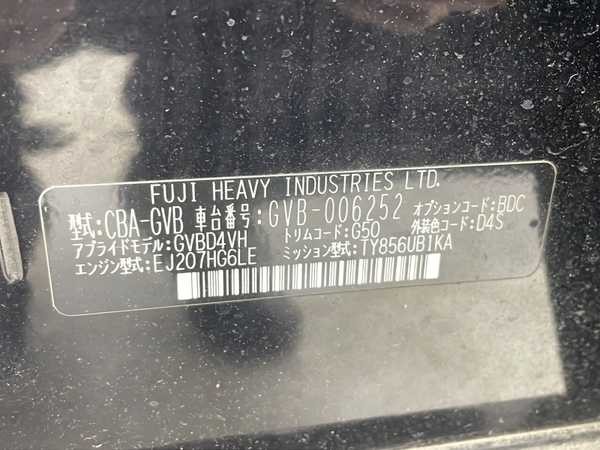 FUJI HEAVY INDUSTRIES LTD.
型式:CBA-GVB 車台番号:GVB-006252 オプションコード:BDC
アプライドモデル:GVBD4VH トリムコード:G50 外装色コード:D4S
エンジン型式:EJ207HG6LE ミッション型式:TY856UB1KA